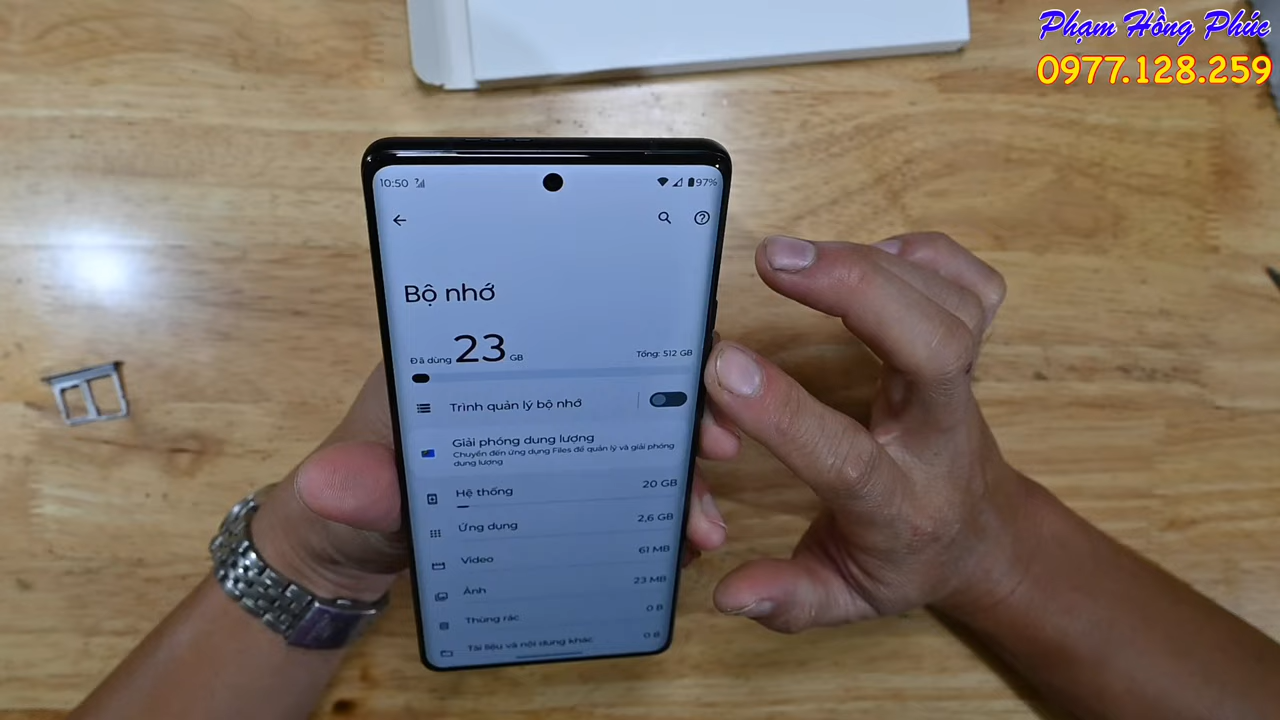 Phạm Hồng Phúc
0977.128.259
10:50
97%
Bộ nhớ
Đã dùng 23 GB
Tổng: 512 GB
Trình quản lý bộ nhớ
Giải phóng dung lượng
Chuyển đến ứng dụng Files để quản lý và giải phóng
dung lượng
Hệ thống 20 GB
Ứng dụng 2,6 GB
Video 61 MB
Ảnh 23 MB
Thùng rác 0 B
Tài liệu và nội dung khác 0 B